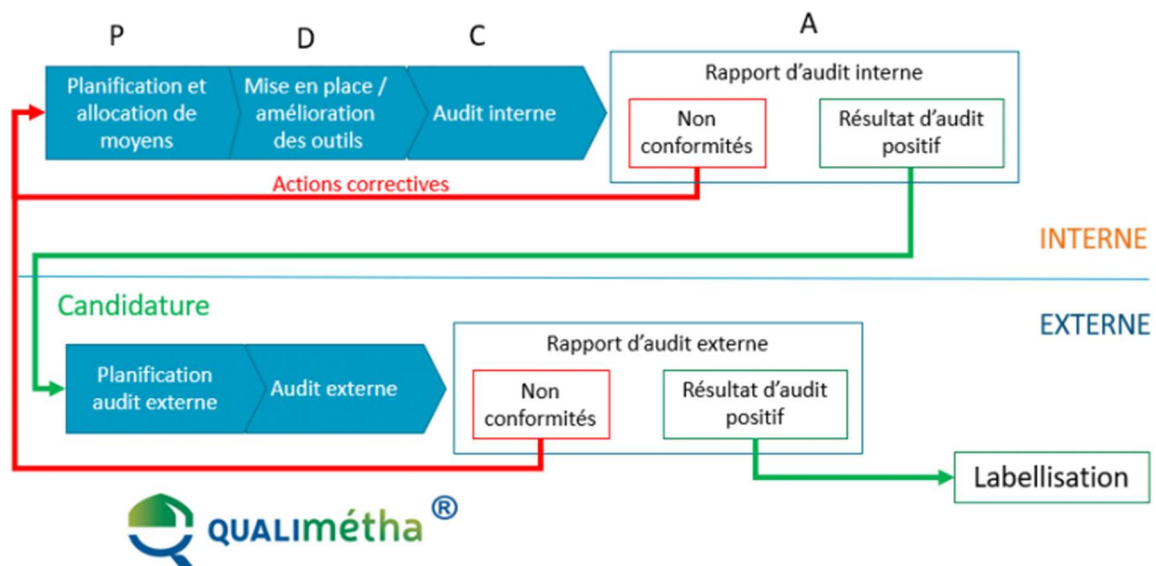 P
D
C
A
Planification et
allocation de
moyens
Mise en place /
amélioration
des outils
Audit interne
Rapport d'audit interne
Non
conformités
Résultat d'audit
positif
Actions correctives
INTERNE
Candidature
EXTERNE
Planification
audit externe
Audit externe
Rapport d'audit externe
Non
conformités
Résultat d'audit
positif
Labellisation
QUALImétha ®